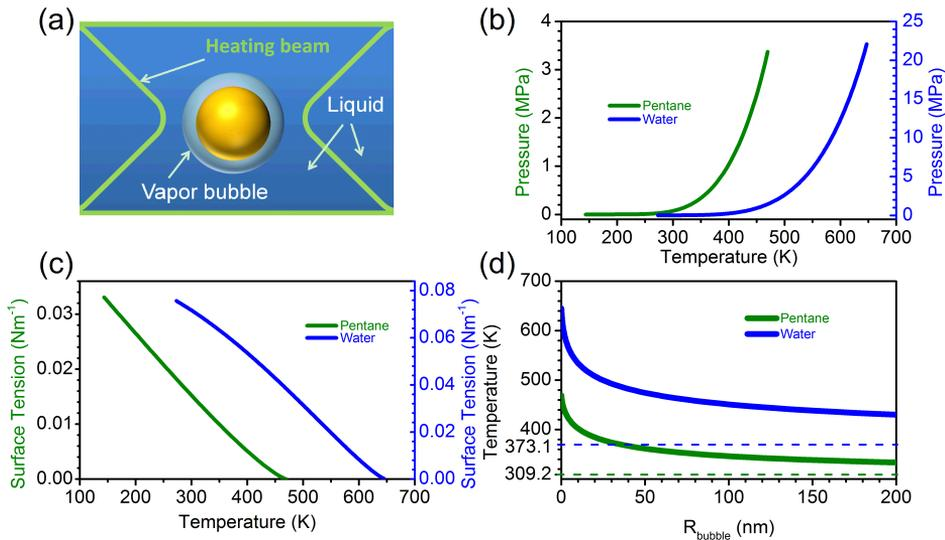 (a)
Heating beam
Liquid
Vapor bubble
(b)
4
3
2
1
0
Pressure (MPa)
Pentane
Water
25
20
15
10
5
0
Pressure (MPa)
100 200 300 400 500 600 700
Temperature (K)
(c)
0.03
0.02
0.01
0.00
Surface Tension (Nm⁻¹)
Pentane
Water
0.08
0.06
0.04
0.02
0.00
Surface Tension (Nm⁻¹)
100 200 300 400 500 600 700
Temperature (K)
(d)
700
600
500
400
373.1
309.2
Temperature (K)
Pentane
Water
0 50 100 150 200
R_bubble (nm)